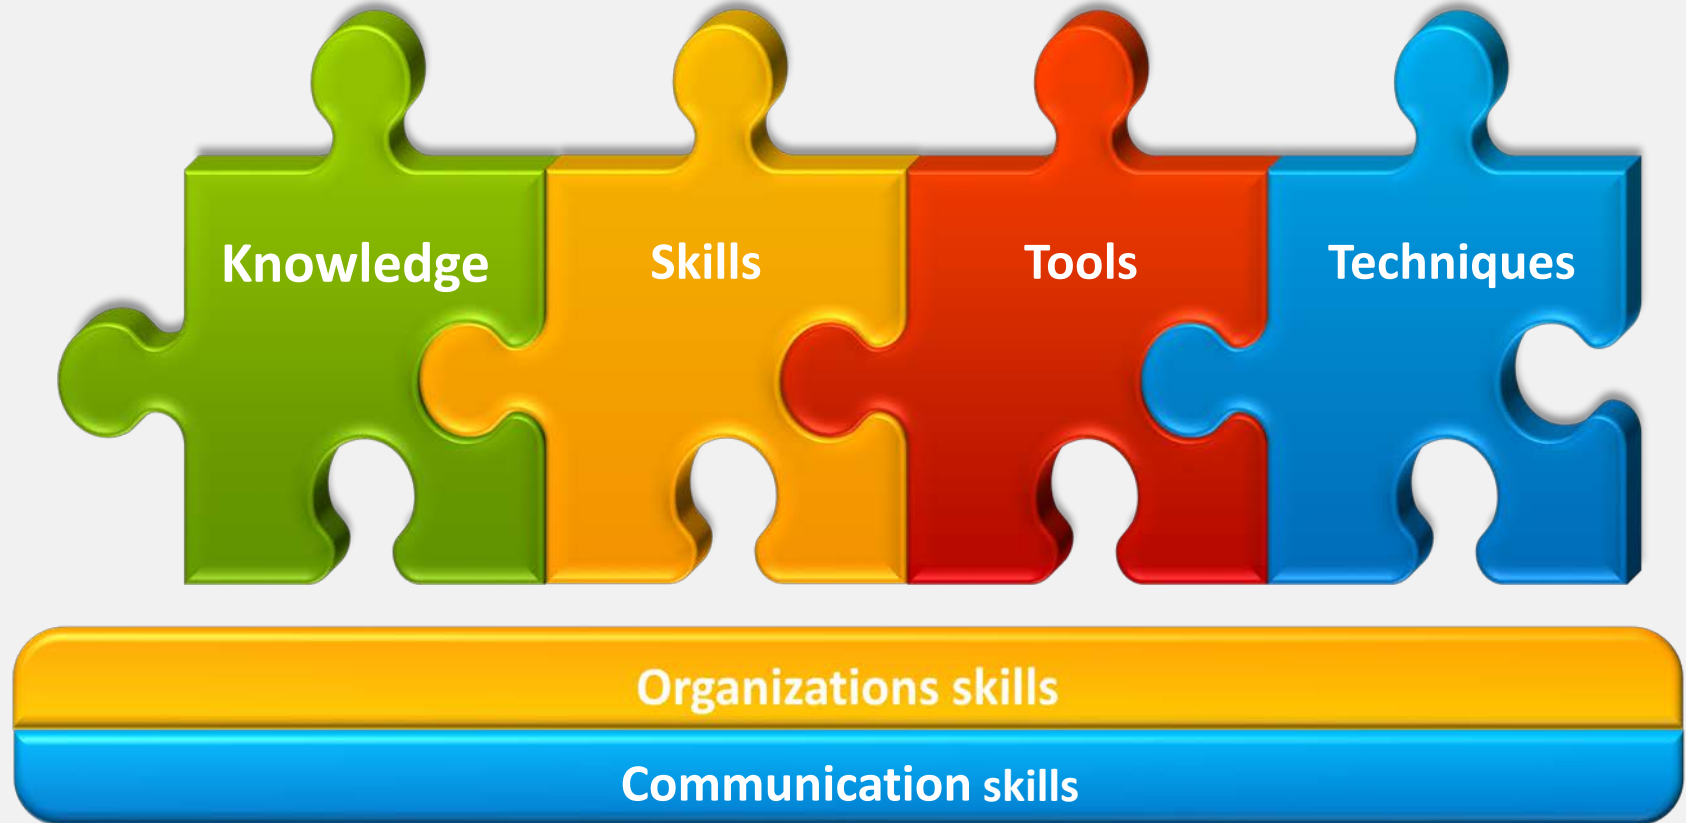 Knowledge
Skills
Tools
Techniques
Organizations skills
Communication skills